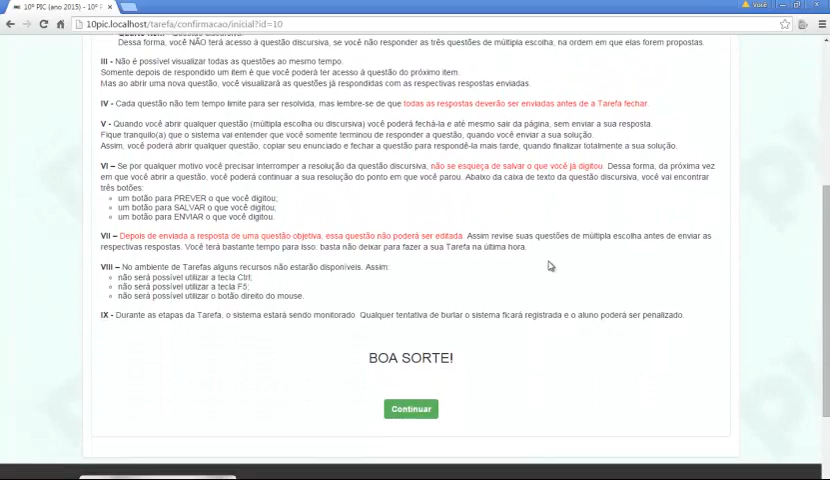 10º PIC (ano 2015) - 10º F
você
10pic.localhost/tarefa/confirmacao/inicial?id=10
Dessa forma, você NÃO terá acesso à questão discursiva, se você não responder as três questões de múltipla escolha, na ordem em que elas forem propostas.
III - Não é possível visualizar todas as questões ao mesmo tempo.
Somente depois de respondido um item é que você poderá ter acesso à questão do próximo item.
Mas ao abrir uma nova questão, você visualizará as questões já respondidas com as respectivas respostas enviadas.
IV - Cada questão não tem tempo limite para ser resolvida, mas lembre-se de que todas as respostas deverão ser enviadas antes de a Tarefa fechar.
V - Quando você abrir qualquer questão (múltipla escolha ou discursiva) você poderá fechá-la e até mesmo sair da página, sem enviar a sua resposta.
Fique tranquilo(a) que o sistema vai entender que você somente terminou de responder a questão, quando você enviar a sua solução.
Assim, você poderá abrir qualquer questão, copiar seu enunciado e fechar a questão para respondê-la mais tarde, quando finalizar totalmente a sua solução.
VI – Se por qualquer motivo você precisar interromper a resolução da questão discursiva, não se esqueça de salvar o que você já digitou. Dessa forma, da próxima vez
em que você abrir a questão, você poderá continuar a sua resolução do ponto em que você parou. Abaixo da caixa de texto da questão discursiva, você vai encontrar
três botões:
um botão para PREVER o que você digitou;
um botão para SALVAR o que você digitou;
um botão para ENVIAR o que você digitou.
VII – Depois de enviada a resposta de uma questão objetiva, essa questão não poderá ser editada. Assim revise suas questões de múltipla escolha antes de enviar as
respectivas respostas. Você terá bastante tempo para isso: basta não deixar para fazer a sua Tarefa na última hora.
VIII – No ambiente de Tarefas alguns recursos não estarão disponíveis. Assim:
não será possível utilizar a tecla Ctrl;
não será possível utilizar a tecla F5;
não será possível utilizar o botão direito do mouse.
IX - Durante as etapas da Tarefa, o sistema estará sendo monitorado. Qualquer tentativa de burlar o sistema ficará registrada e o aluno poderá ser penalizado.
BOA SORTE!
Continuar